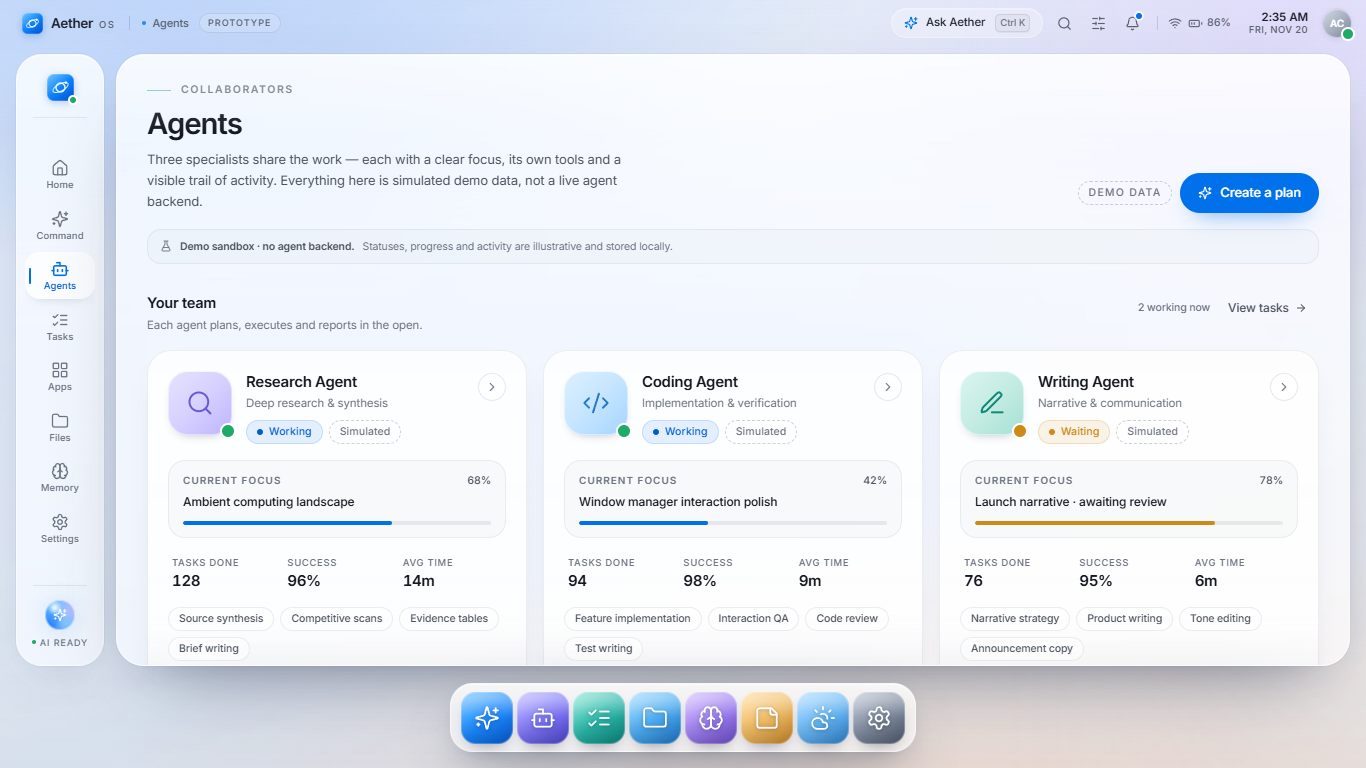 Aether OS
Agents
PROTOTYPE
Ask Aether
Ctrl K
86%
2:35 AM
FRI, NOV 20
AC
Home
Command
Agents
Tasks
Apps
Files
Memory
Settings
AI READY
COLLABORATORS
Agents
Three specialists share the work — each with a clear focus, its own tools and a
visible trail of activity. Everything here is simulated demo data, not a live agent
backend.
DEMO DATA
Create a plan
Demo sandbox · no agent backend. Statuses, progress and activity are illustrative and stored locally.
Your team
Each agent plans, executes and reports in the open.
2 working now
View tasks
Research Agent
Deep research & synthesis
Working
Simulated
CURRENT FOCUS
68%
Ambient computing landscape
TASKS DONE
SUCCESS
AVG TIME
128
96%
14m
Source synthesis
Competitive scans
Evidence tables
Brief writing
Coding Agent
Implementation & verification
Working
Simulated
CURRENT FOCUS
42%
Window manager interaction polish
TASKS DONE
SUCCESS
AVG TIME
94
98%
9m
Feature implementation
Interaction QA
Code review
Test writing
Writing Agent
Narrative & communication
Waiting
Simulated
CURRENT FOCUS
78%
Launch narrative · awaiting review
TASKS DONE
SUCCESS
AVG TIME
76
95%
6m
Narrative strategy
Product writing
Tone editing
Announcement copy